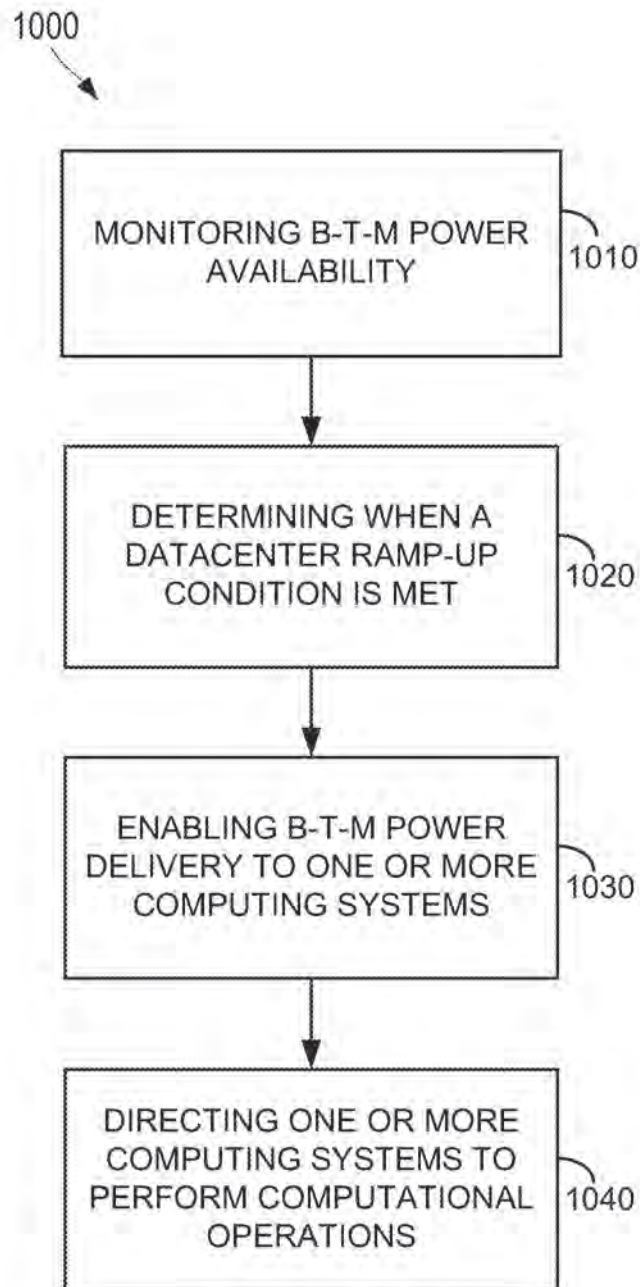 1000
MONITORING B-T-M POWER
AVAILABILITY
1010
DETERMINING WHEN A
DATACENTER RAMP-UP
CONDITION IS MET
1020
ENABLING B-T-M POWER
DELIVERY TO ONE OR MORE
COMPUTING SYSTEMS
1030
DIRECTING ONE OR MORE
COMPUTING SYSTEMS TO
PERFORM COMPUTATIONAL
OPERATIONS
1040